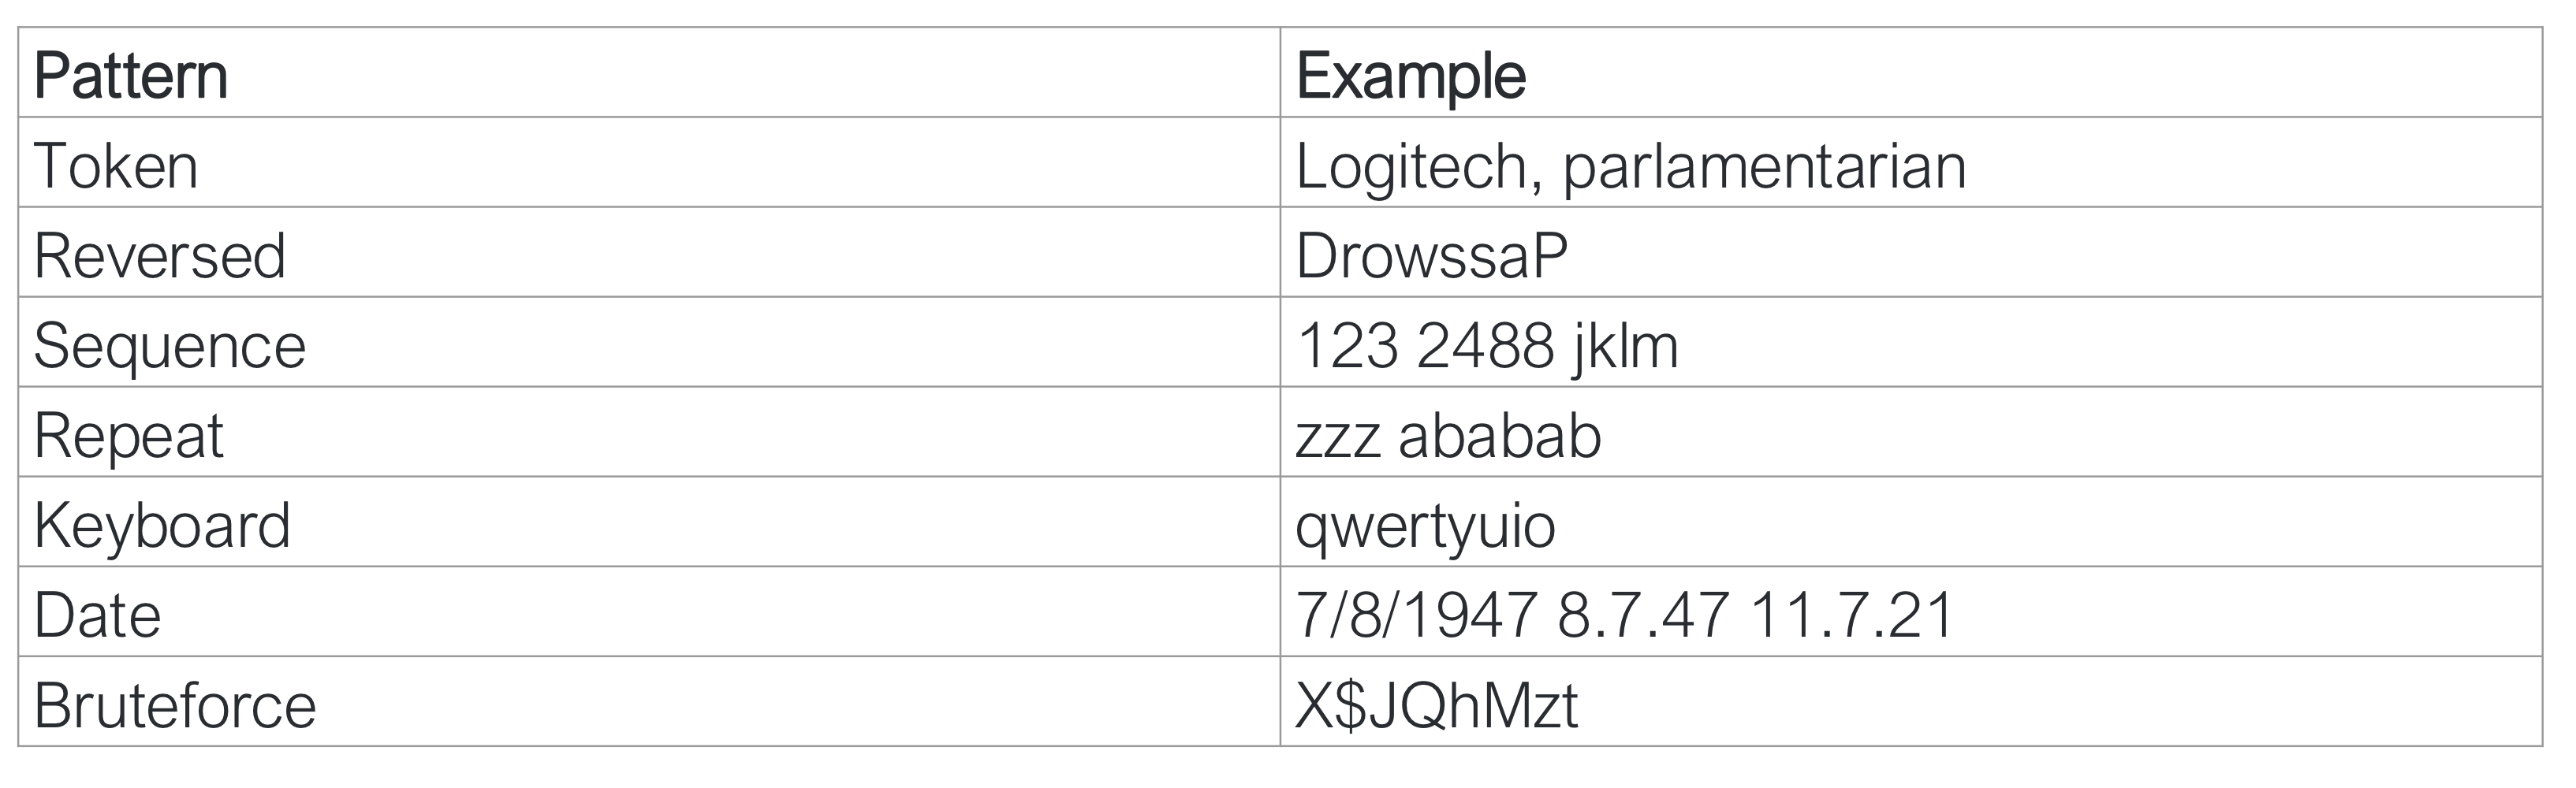 Pattern Example
Token Logitech, parlamentarian
Reversed DrowssaP
Sequence 123 2488 jklm
Repeat zzz ababab
Keyboard qwertyuio
Date 7/8/1947 8.7.47 11.7.21
Bruteforce X$JQhMzt